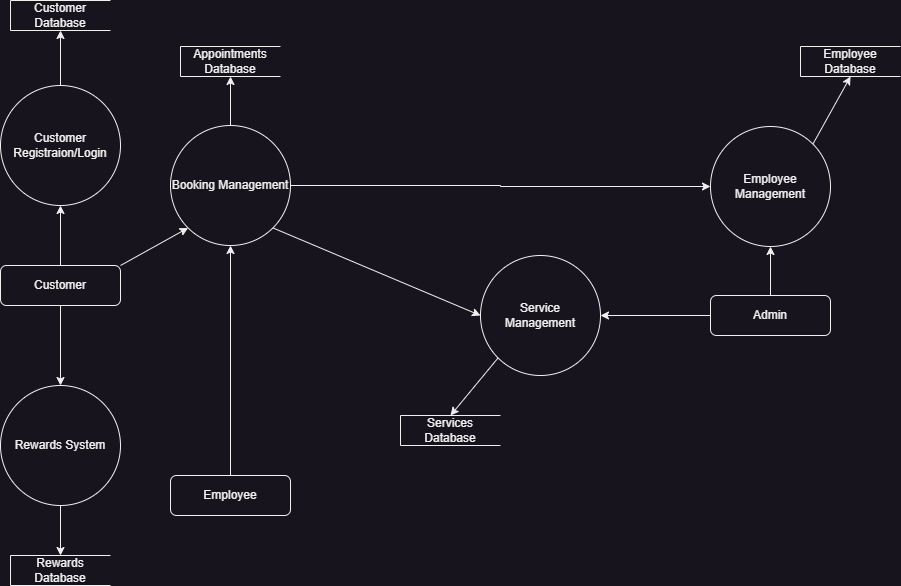 Customer
Database
Appointments
Database
Employee
Database
Customer
Registraion/Login
Booking Management
Employee
Management
Customer
Service
Management
Admin
Rewards System
Services
Database
Employee
Rewards
Database